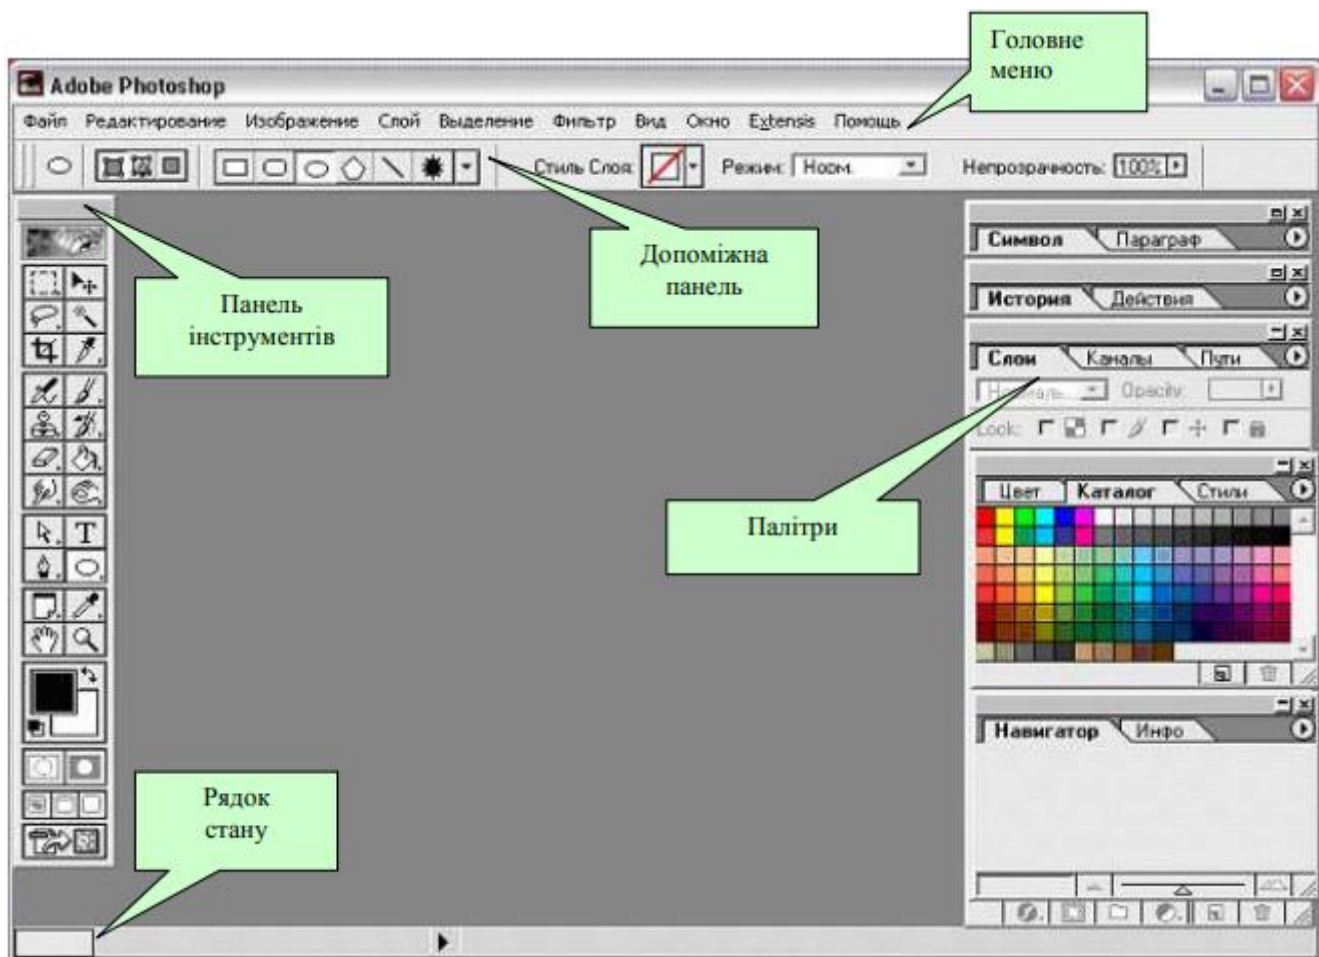 Головне
меню
Adobe Photoshop
Файл Редактирование Изображение Слой Выделение Фильтр Вид Окно Extensis Помощь
Стиль Слоя: Режим: Норм. Непрозрачность: 100%
Символ Параграф
Допоміжна
панель
История Действия
Панель
інструментів
Слои Каналы Пути
Opacity:
Lock:
Цвет Каталог Стили
Палітри
T
Навигатор Инфо
Рядок
стану